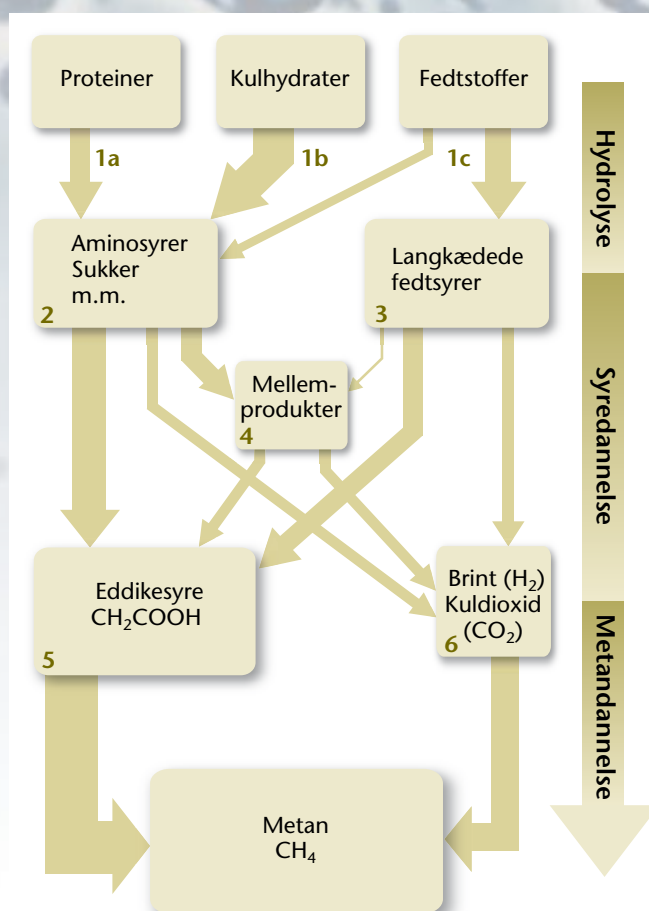 Proteiner
Kulhydrater
Fedtstoffer
1a
1b
1c
Aminosyrer
Sukker
m.m.
2
Langkædede
fedtsyrer
3
Mellem-
produkter
4
Eddikesyre
CH₂COOH
5
Brint (H₂)
Kuldioxid
(CO₂)
6
Metan
CH₄
Hydrolyse
Syredannelse
Metandannelse